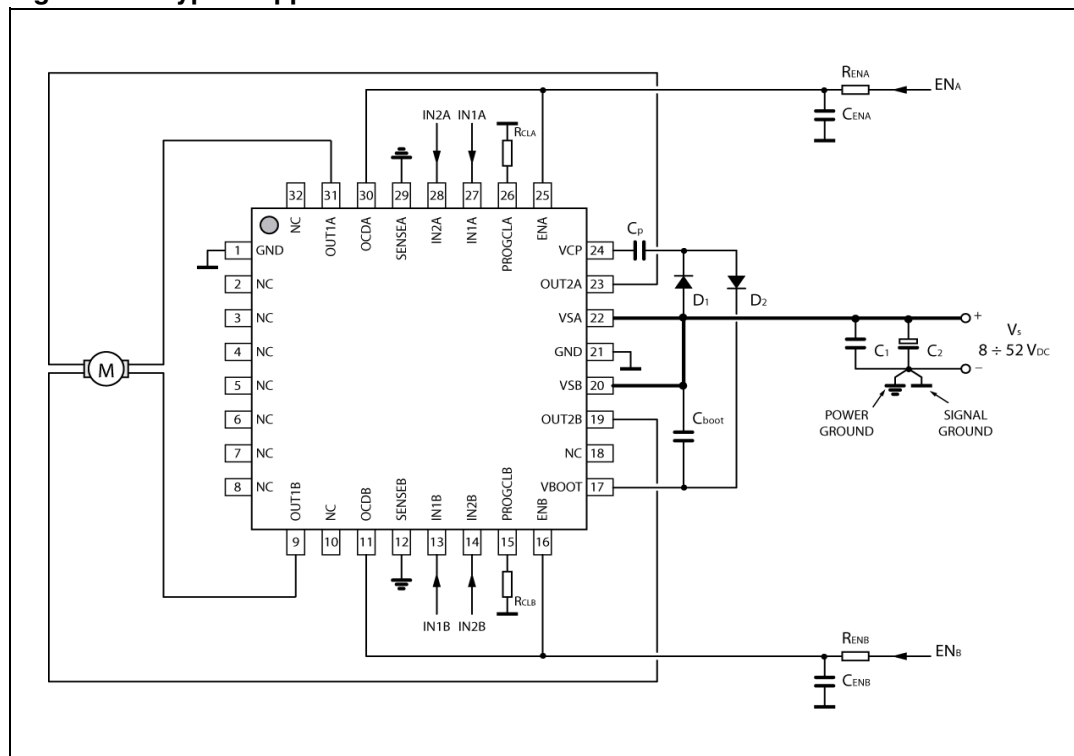 RENA
ENA
CENA
IN2A IN1A
RCLA
32 31 30 29 28 27 26 25
NC
OUT1A
OCDA
SENSEA
IN2A
IN1A
PROGCLA
ENA
1 GND
2 NC
3 NC
4 NC
5 NC
6 NC
7 NC
8 NC
VCP 24
OUT2A 23
VSA 22
GND 21
VSB 20
OUT2B 19
NC 18
VBOOT 17
Cp
D1
D2
M
C1
C2
+
Vs
8 ÷ 52 VDC
−
POWER
GROUND
SIGNAL
GROUND
Cboot
OUT1B
NC
OCDB
SENSEB
IN1B
IN2B
PROGCLB
ENB
9 10 11 12 13 14 15 16
RCLB
IN1B IN2B
RENB
ENB
CENB